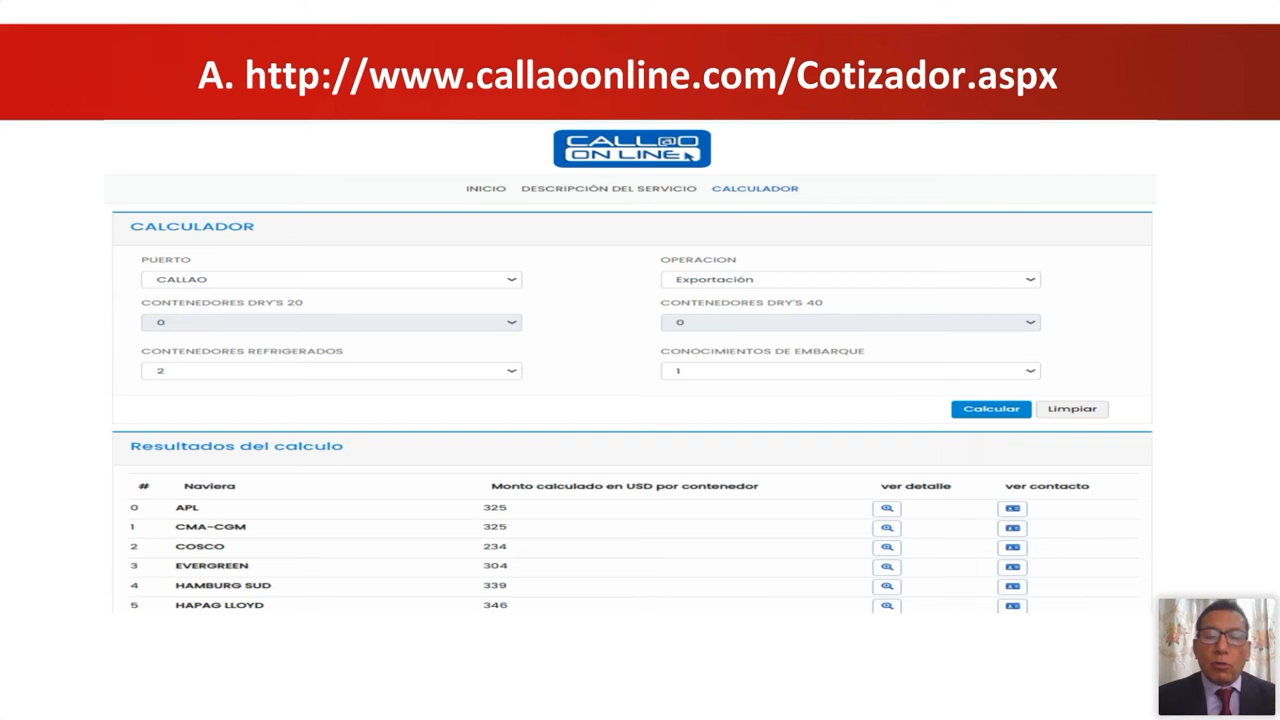 A. http://www.callaoonline.com/Cotizador.aspx
CALL@O
ON LINE
INICIO DESCRIPCIÓN DEL SERVICIO CALCULADOR
CALCULADOR
PUERTO OPERACION
CALLAO Exportación
CONTENEDORES DRY'S 20 CONTENEDORES DRY'S 40
0 0
CONTENEDORES REFRIGERADOS CONOCIMIENTOS DE EMBARQUE
2 1
Calcular Limpiar
Resultados del calculo
# Naviera Monto calculado en USD por contenedor ver detalle ver contacto
0 APL 325
1 CMA-CGM 325
2 COSCO 234
3 EVERGREEN 304
4 HAMBURG SUD 339
5 HAPAG LLOYD 346